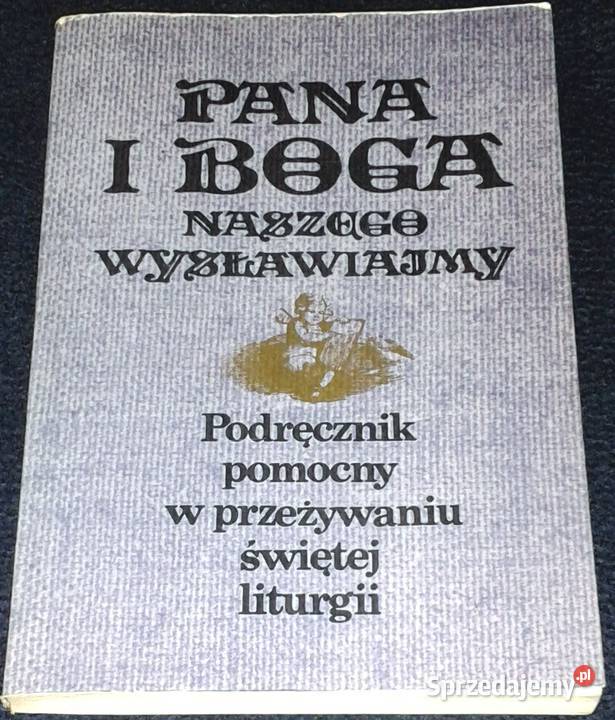 PANA
I BOGA
NASZEGO
WYSŁAWIAJMY
Podręcznik
pomocny
w przeżywaniu
świętej
liturgii
Sprzedajemy.pl